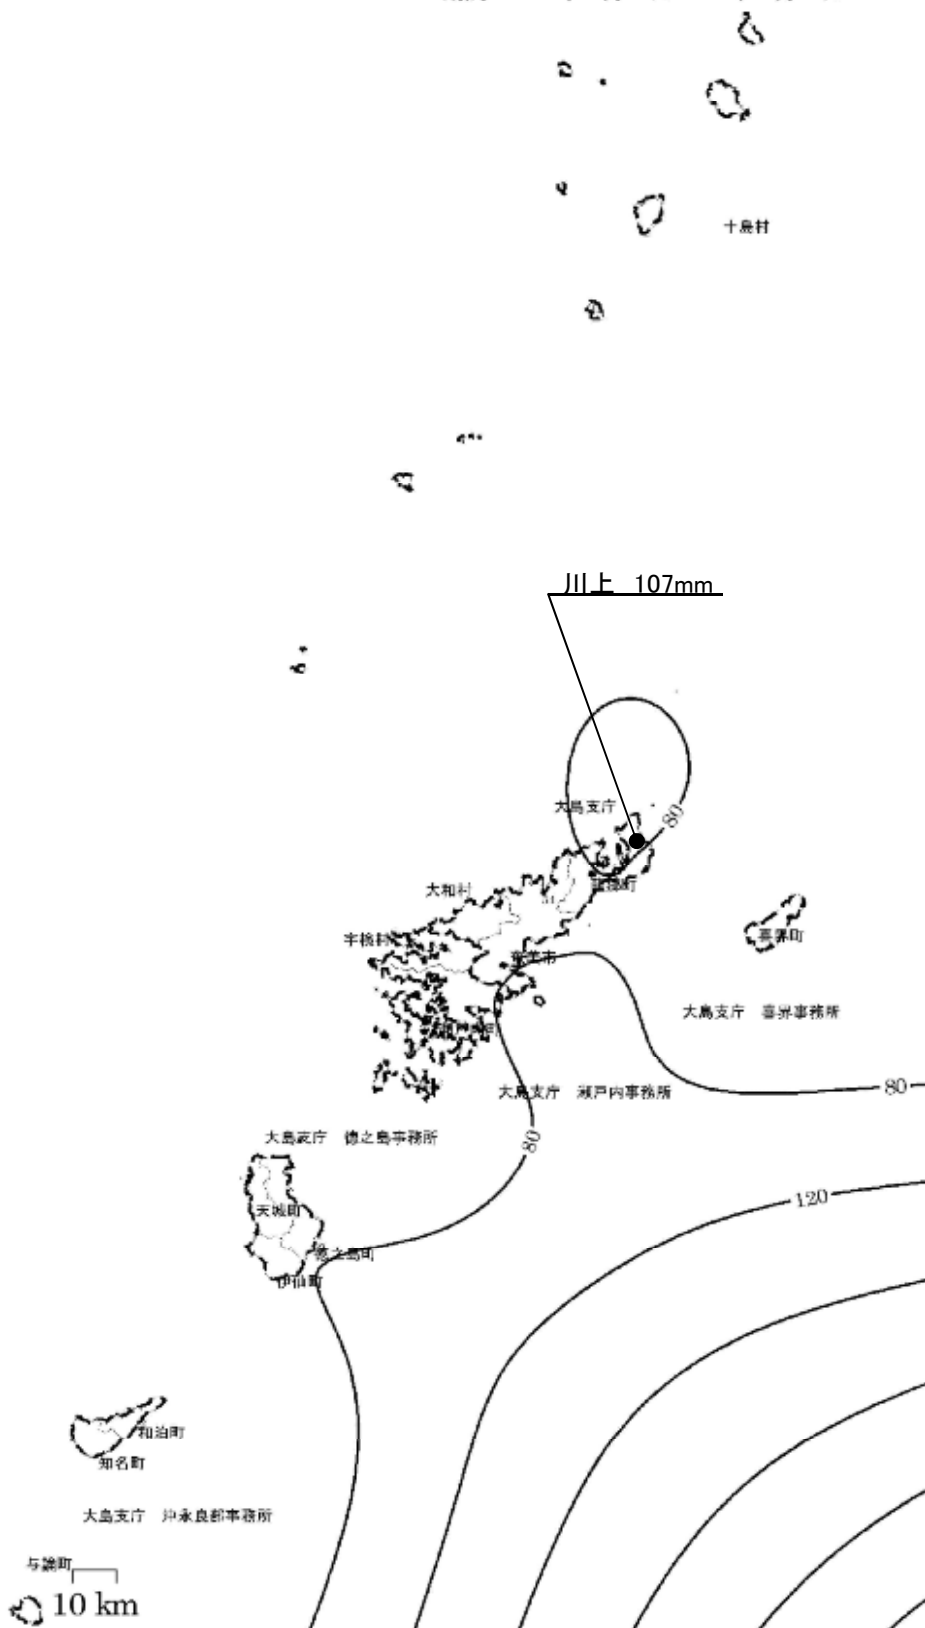 十島村
川上 107mm
大島支庁
80
大和村
宇検村
喜界町
奄美市
大島支庁 喜界事務所
80
大島支庁 瀬戸内事務所
80
大島支庁 徳之島事務所
120
天城町
徳之島町
伊仙町
和泊町
知名町
大島支庁 沖永良部事務所
与論町
10 km